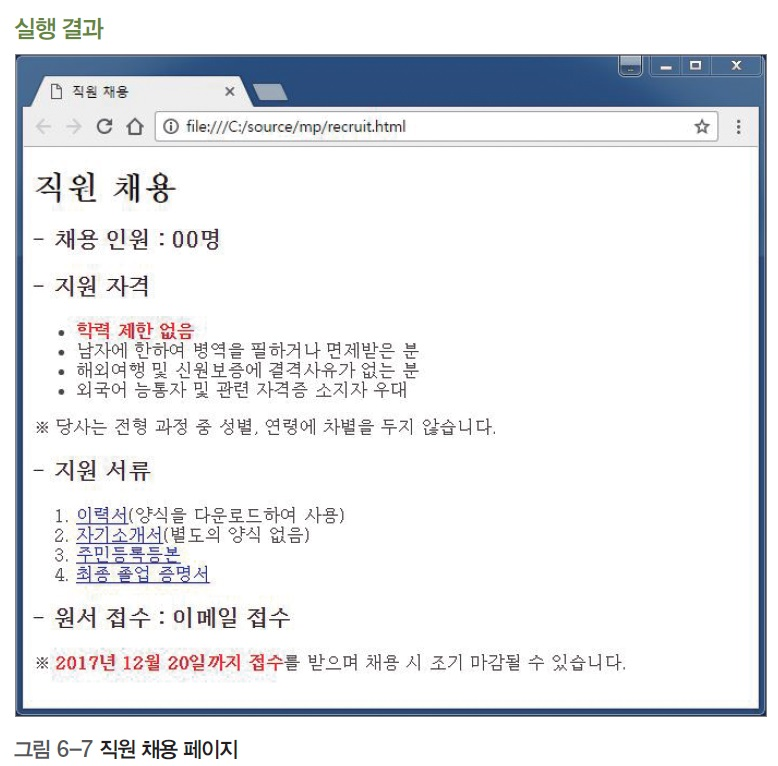 실행 결과
직원 채용
file:///C:/source/mp/recruit.html
직원 채용
- 채용 인원 : 00명
- 지원 자격
• 학력 제한 없음
• 남자에 한하여 병역을 필하거나 면제받은 분
• 해외여행 및 신원보증에 결격사유가 없는 분
• 외국어 능통자 및 관련 자격증 소지자 우대
※ 당사는 전형 과정 중 성별, 연령에 차별을 두지 않습니다.
- 지원 서류
1. 이력서(양식을 다운로드하여 사용)
2. 자기소개서(별도의 양식 없음)
3. 주민등록등본
4. 최종 졸업 증명서
- 원서 접수 : 이메일 접수
※ 2017년 12월 20일까지 접수를 받으며 채용 시 조기 마감될 수 있습니다.
그림 6-7 직원 채용 페이지